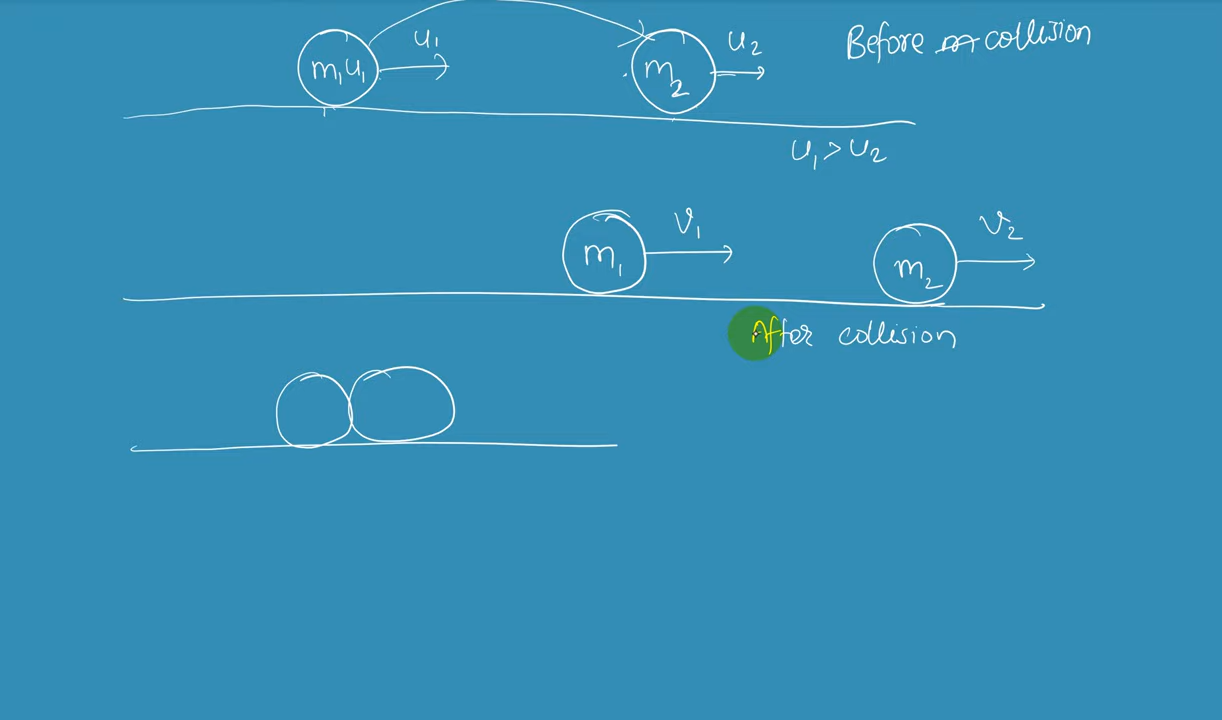 u₁
u₂
Before collision
m₁u₁
m₂
u₁ > u₂
v₁
v₂
m₁
m₂
After collision